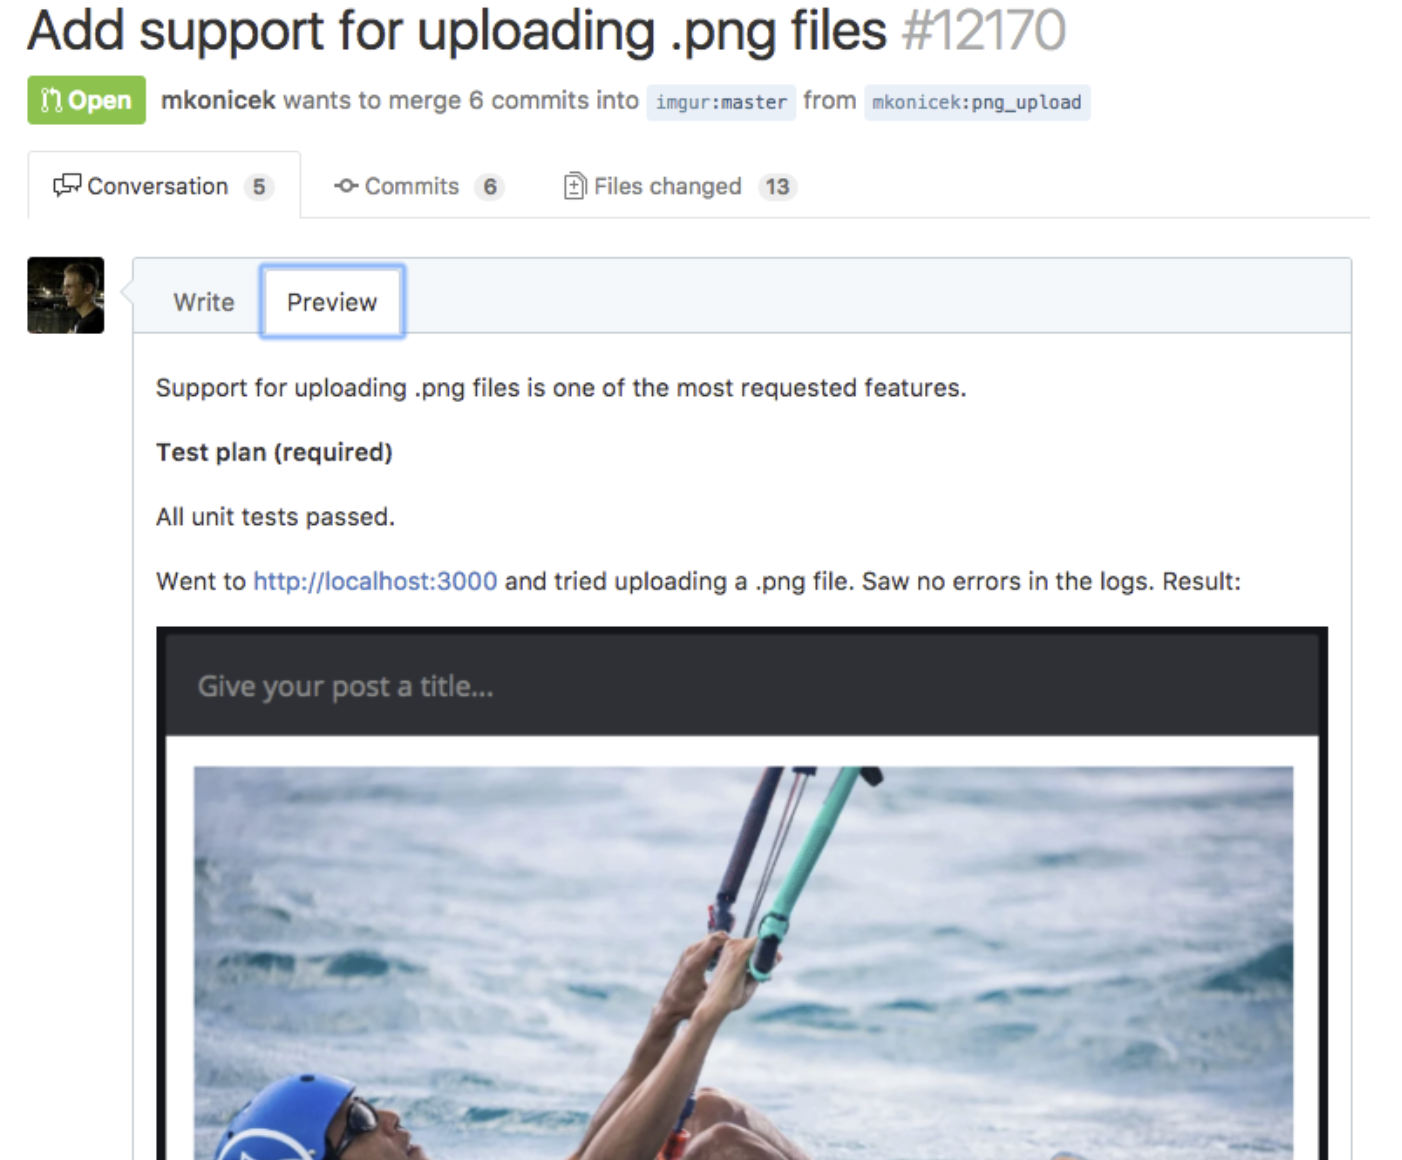 Add support for uploading .png files #12170
Open mkonicek wants to merge 6 commits into imgur:master from mkonicek:png_upload
Conversation 5 Commits 6 Files changed 13
Write Preview
Support for uploading .png files is one of the most requested features.
Test plan (required)
All unit tests passed.
Went to http://localhost:3000 and tried uploading a .png file. Saw no errors in the logs. Result:
Give your post a title...